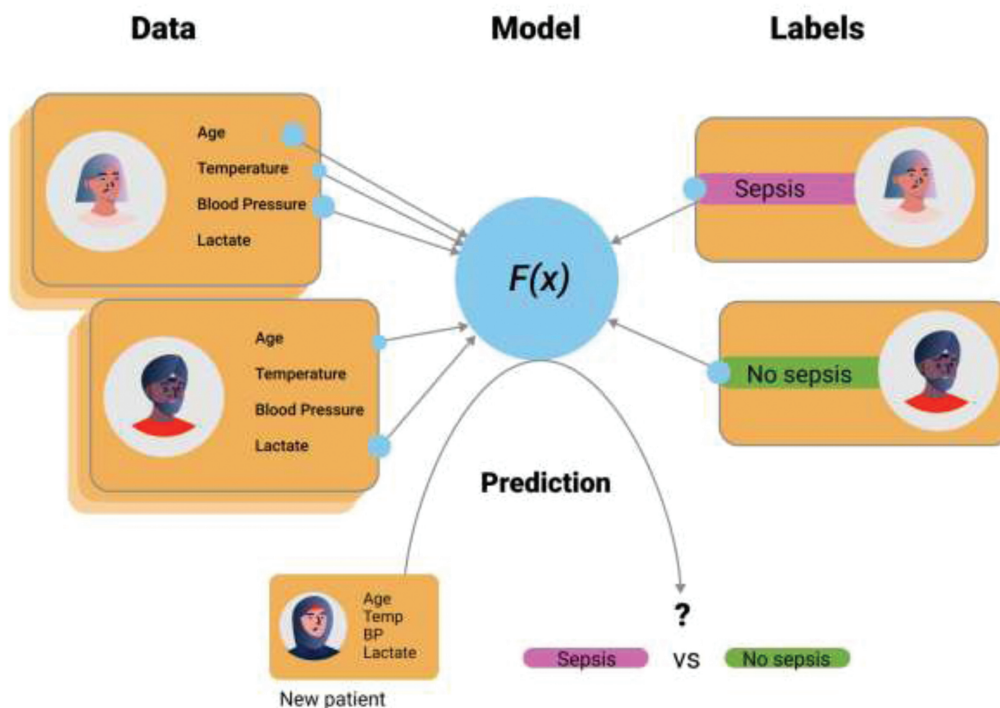 Data
Model
Labels
Age
Temperature
Blood Pressure
Lactate
Sepsis
F(x)
Age
Temperature
Blood Pressure
Lactate
No sepsis
Prediction
Age
Temp
BP
Lactate
New patient
?
Sepsis vs No sepsis